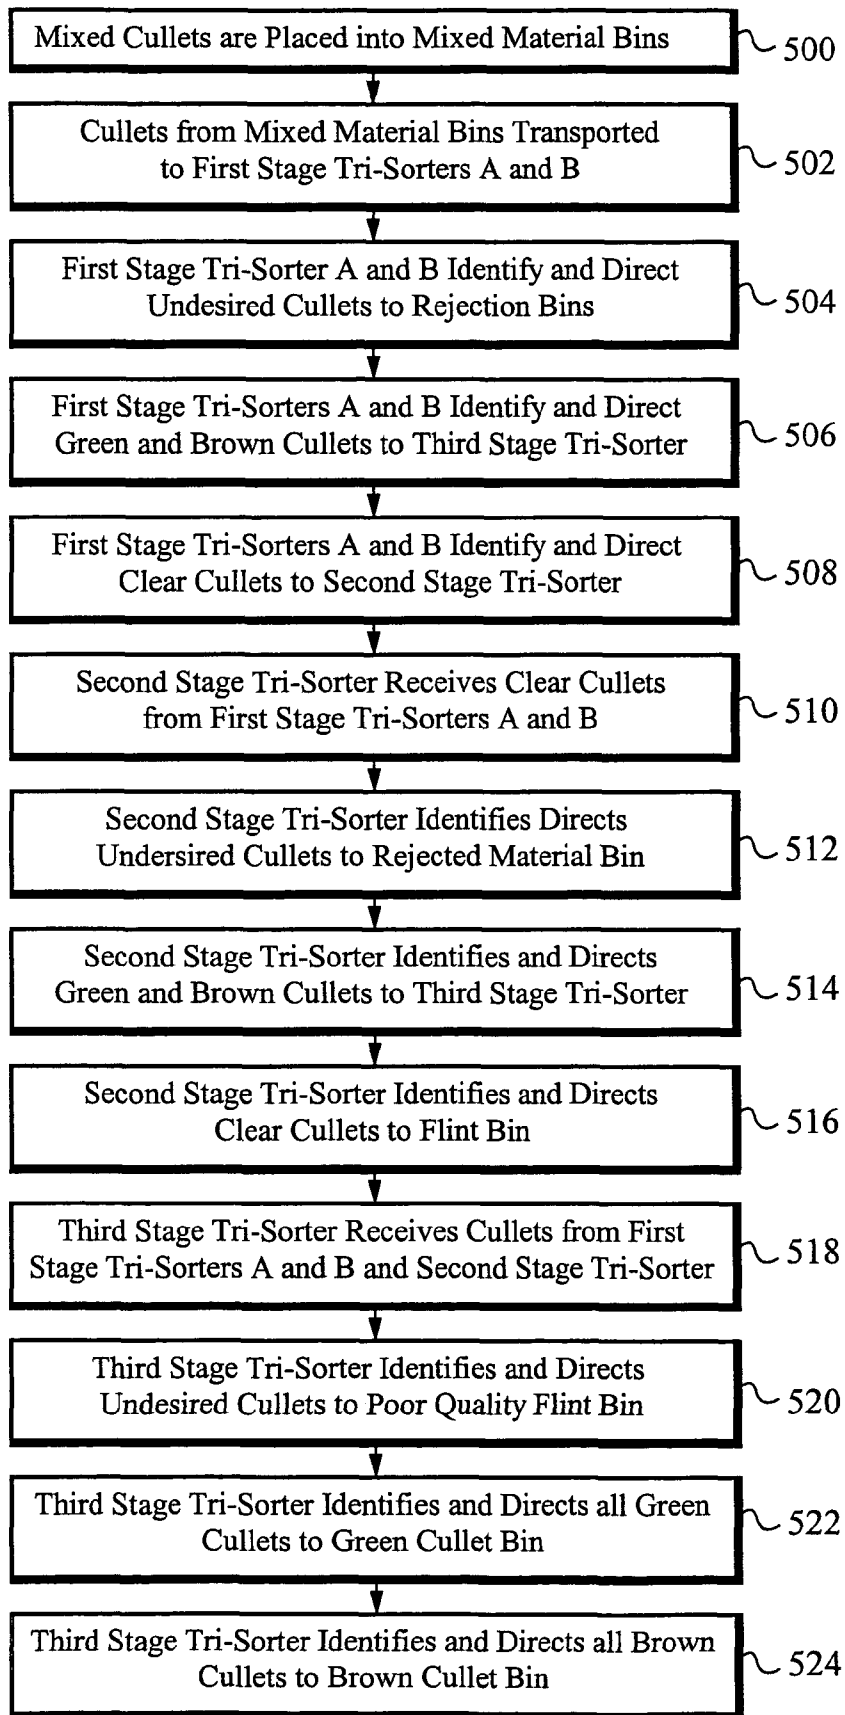 Mixed Cullets are Placed into Mixed Material Bins
500
Cullets from Mixed Material Bins Transported
to First Stage Tri-Sorters A and B
502
First Stage Tri-Sorter A and B Identify and Direct
Undesired Cullets to Rejection Bins
504
First Stage Tri-Sorters A and B Identify and Direct
Green and Brown Cullets to Third Stage Tri-Sorter
506
First Stage Tri-Sorters A and B Identify and Direct
Clear Cullets to Second Stage Tri-Sorter
508
Second Stage Tri-Sorter Receives Clear Cullets
from First Stage Tri-Sorters A and B
510
Second Stage Tri-Sorter Identifies Directs
Undersired Cullets to Rejected Material Bin
512
Second Stage Tri-Sorter Identifies and Directs
Green and Brown Cullets to Third Stage Tri-Sorter
514
Second Stage Tri-Sorter Identifies and Directs
Clear Cullets to Flint Bin
516
Third Stage Tri-Sorter Receives Cullets from First
Stage Tri-Sorters A and B and Second Stage Tri-Sorter
518
Third Stage Tri-Sorter Identifies and Directs
Undesired Cullets to Poor Quality Flint Bin
520
Third Stage Tri-Sorter Identifies and Directs all Green
Cullets to Green Cullet Bin
522
Third Stage Tri-Sorter Identifies and Directs all Brown
Cullets to Brown Cullet Bin
524